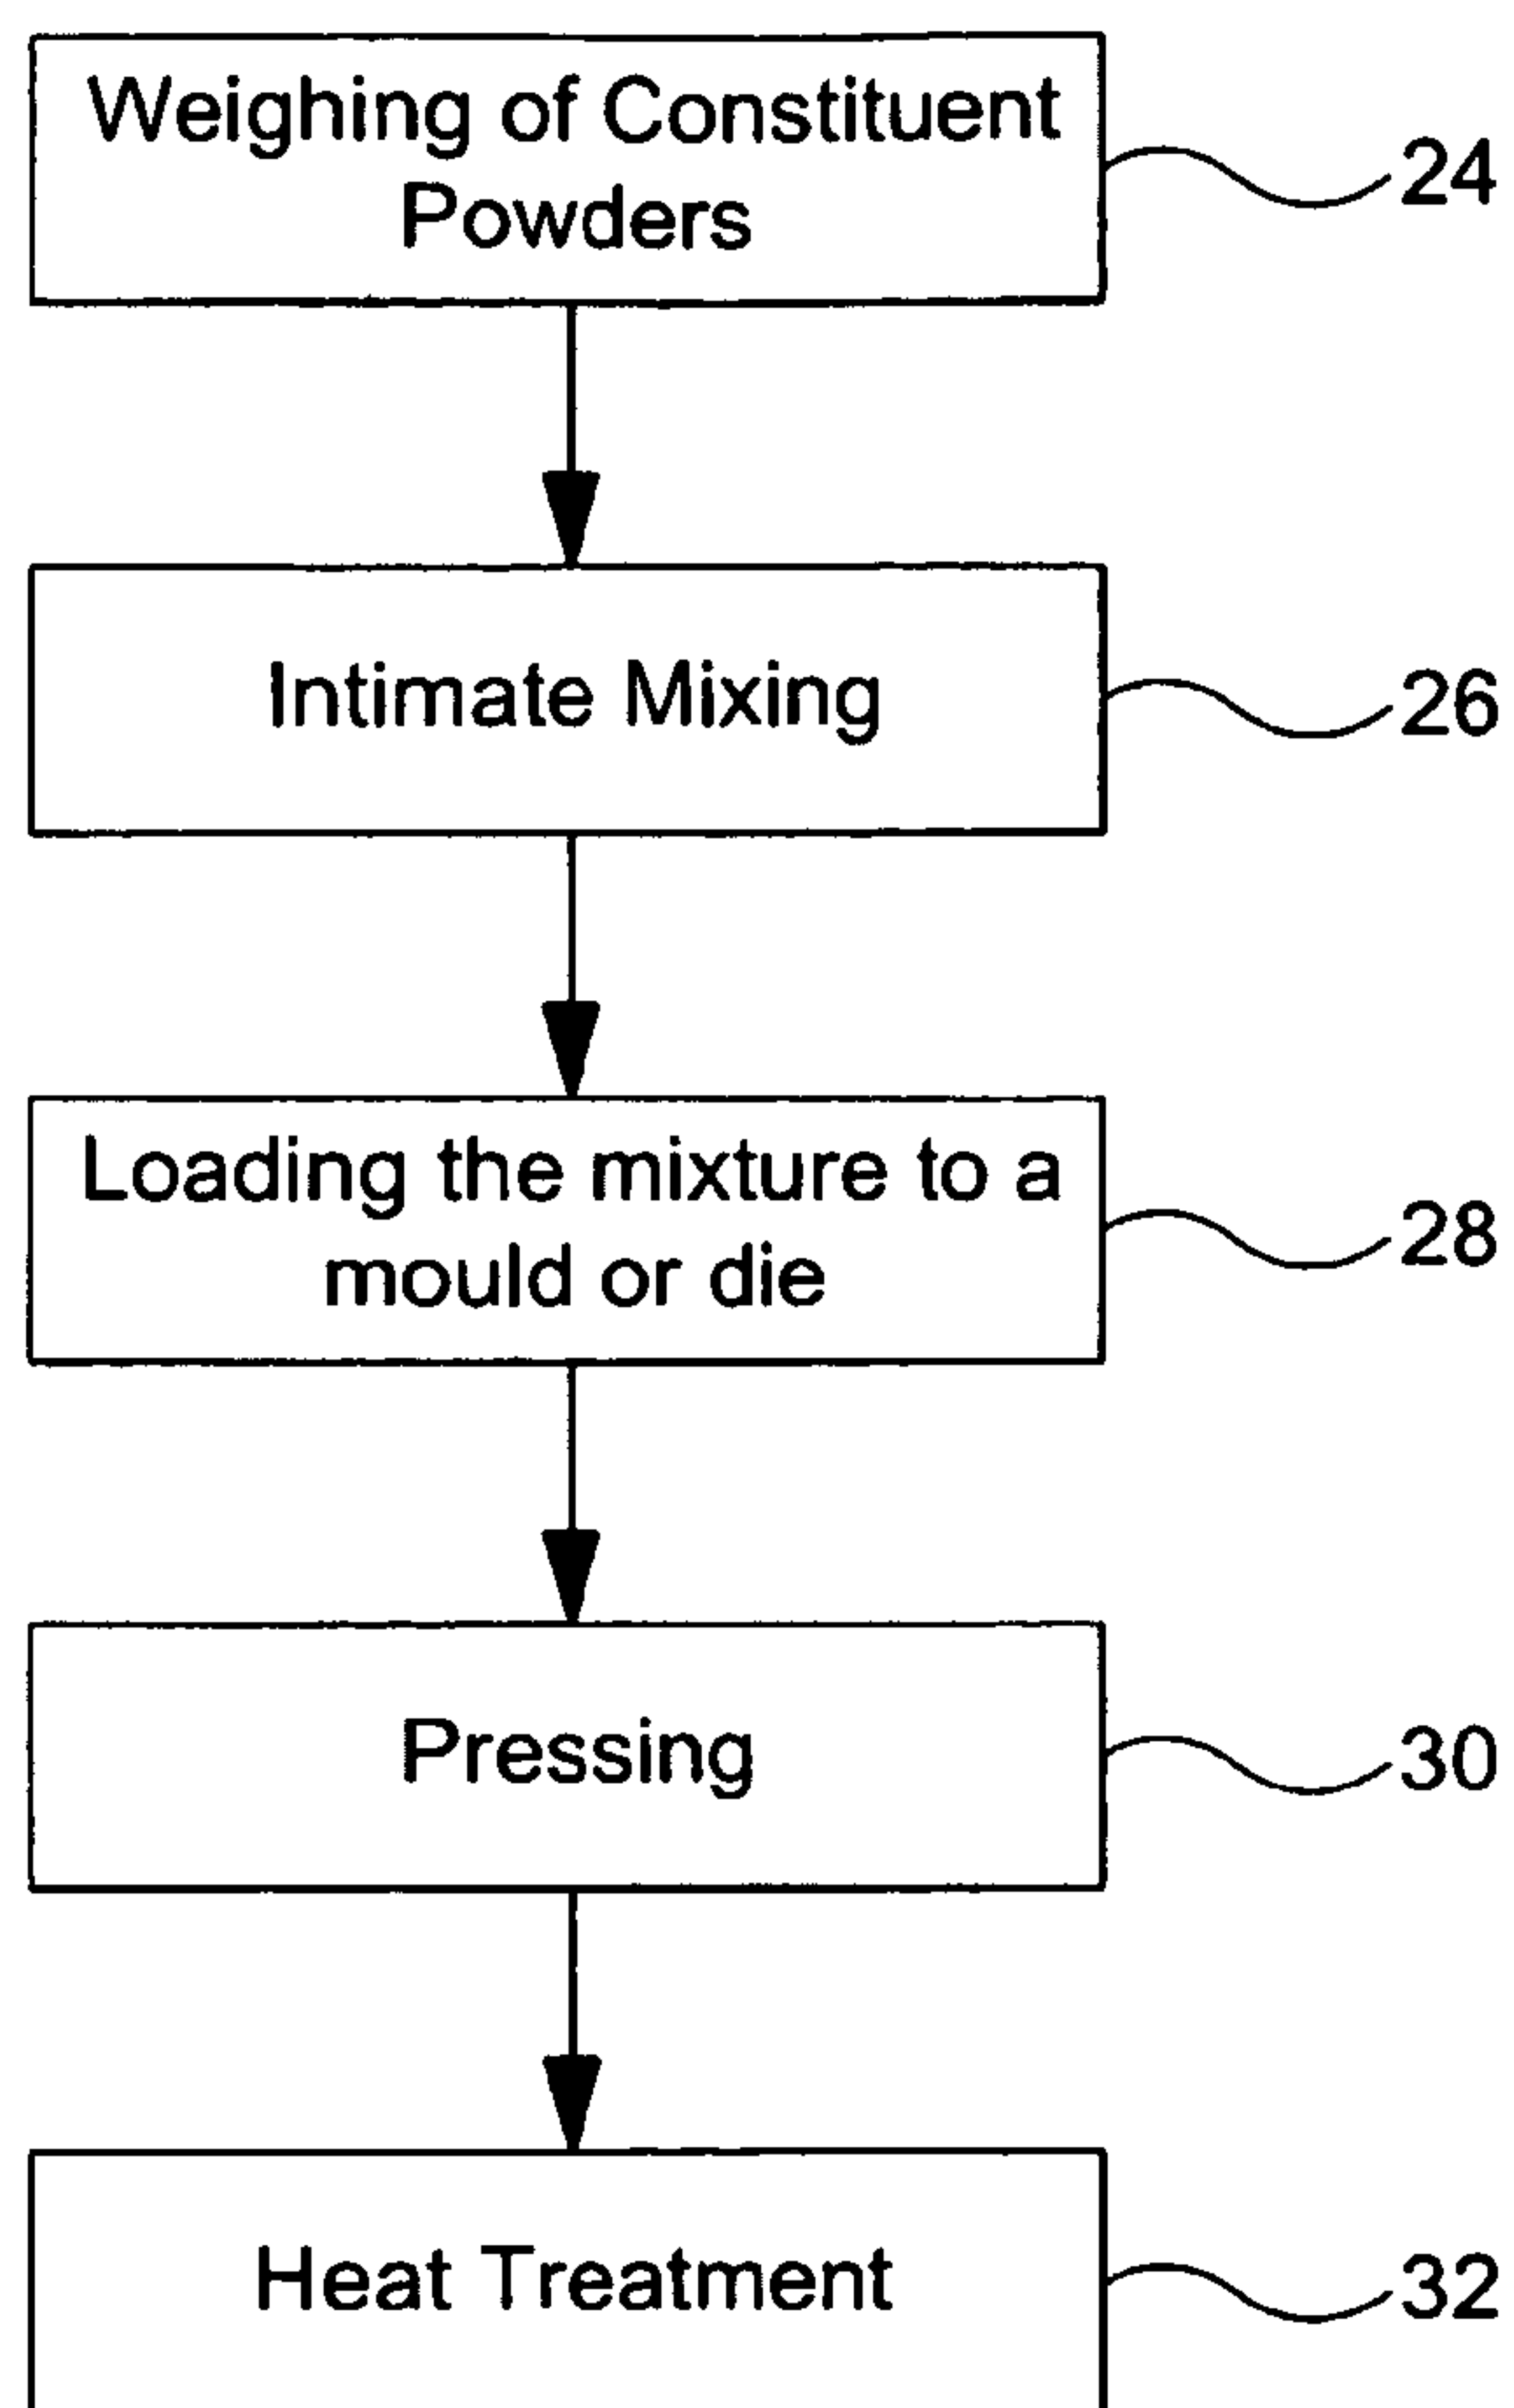 Weighing of Constituent
Powders
24
Intimate Mixing
26
Loading the mixture to a
mould or die
28
Pressing
30
Heat Treatment
32